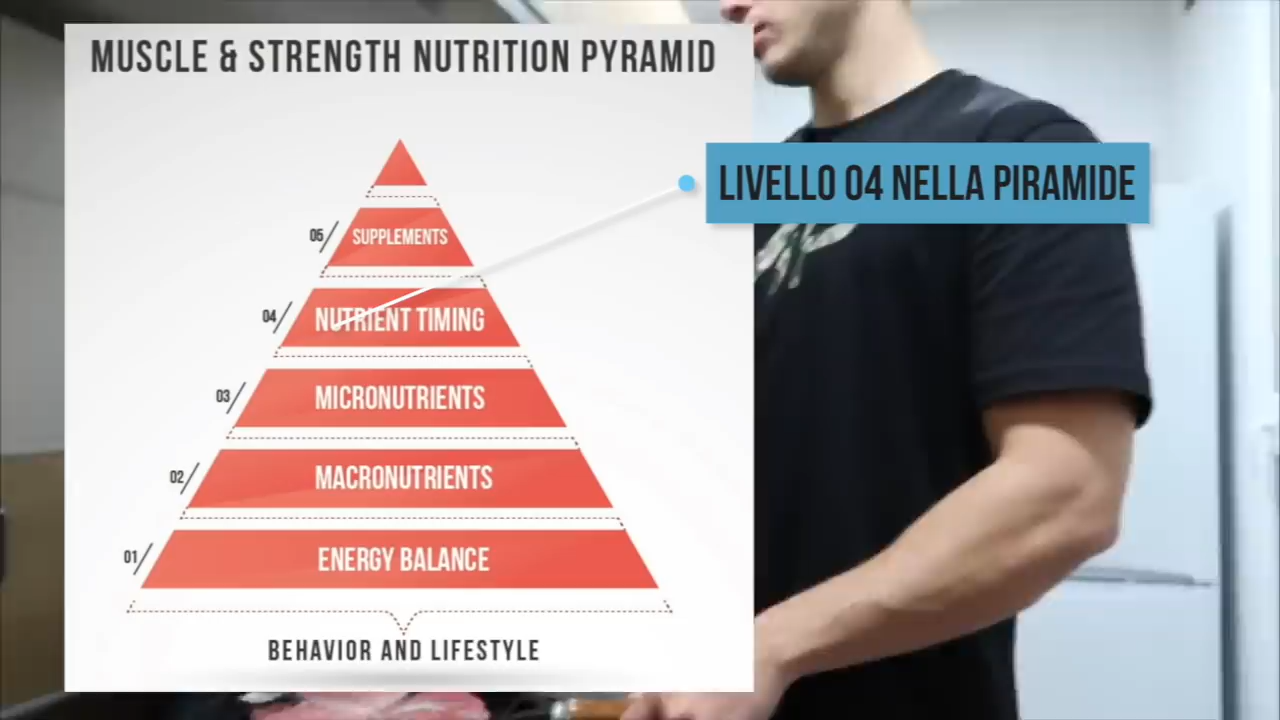 MUSCLE & STRENGTH NUTRITION PYRAMID
LIVELLO 04 NELLA PIRAMIDE
05/ SUPPLEMENTS
04/ NUTRIENT TIMING
03/ MICRONUTRIENTS
02/ MACRONUTRIENTS
01/ ENERGY BALANCE
BEHAVIOR AND LIFESTYLE